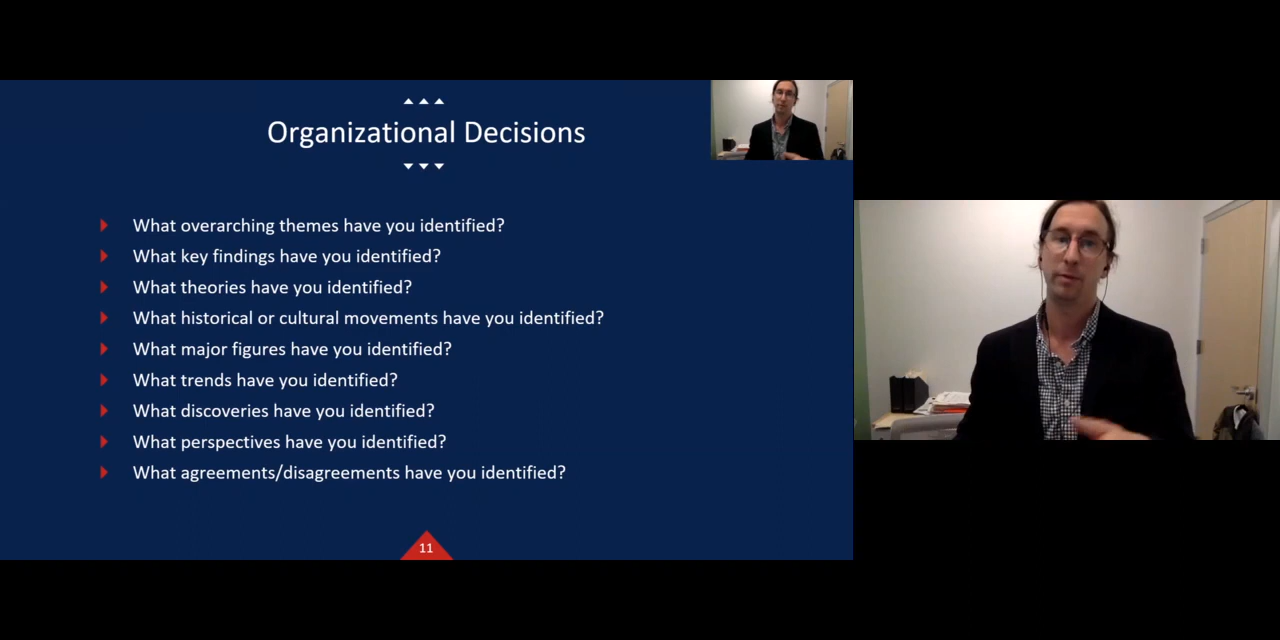 Organizational Decisions
What overarching themes have you identified?
What key findings have you identified?
What theories have you identified?
What historical or cultural movements have you identified?
What major figures have you identified?
What trends have you identified?
What discoveries have you identified?
What perspectives have you identified?
What agreements/disagreements have you identified?
11